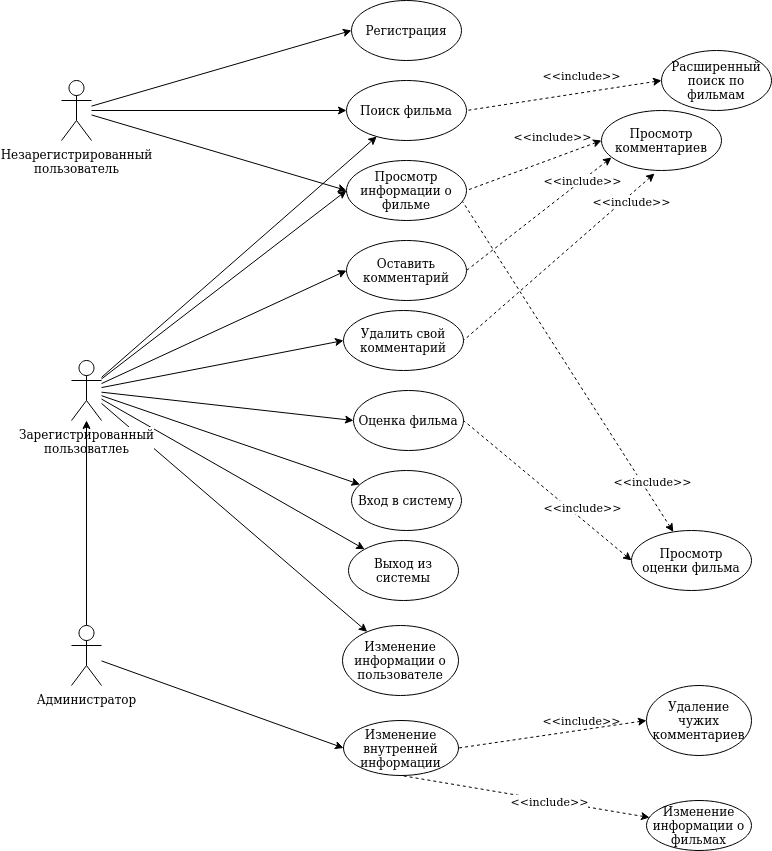 Регистрация
<<include>>
Расширенный
поиск по
фильмам
Поиск фильма
<<include>>
Просмотр
комментариев
Незарегистрированный
пользователь
Просмотр
информации о
фильме
<<include>>
<<include>>
Оставить
комментарий
Удалить свой
комментарий
Зарегистрированный
пользоватлеь
Оценка фильма
<<include>>
Вход в систему
<<include>>
Выход из
системы
Просмотр
оценки фильма
Изменение
информации о
пользователе
Администратор
Изменение
внутренней
информации
<<include>>
Удаление
чужих
комментариев
<<include>>
Изменение
информации о
фильмах